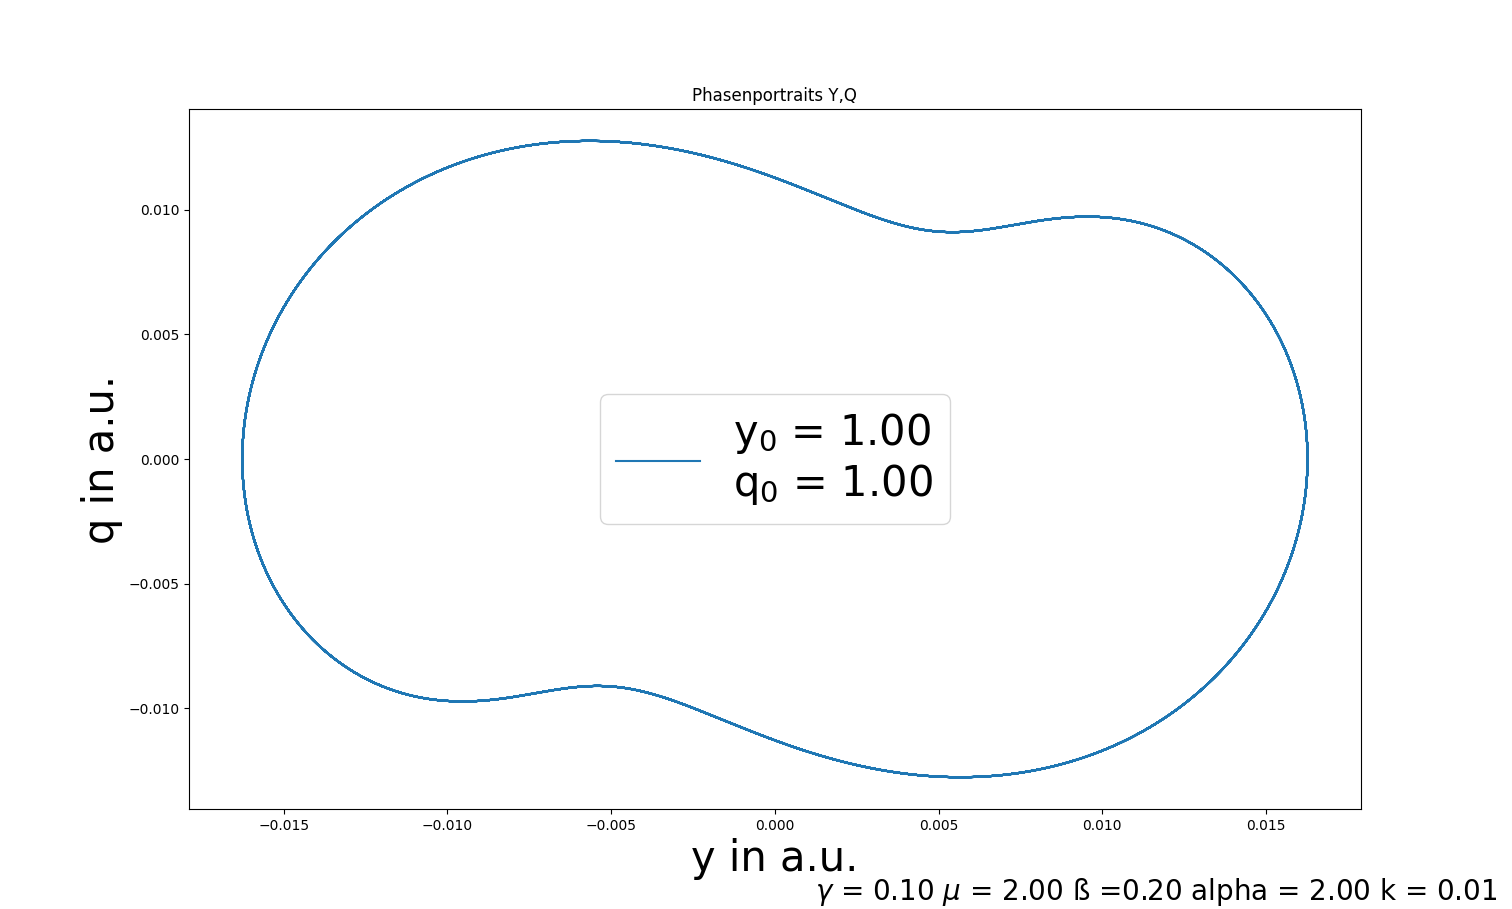 Phasenportraits Y,Q
0.010
0.005
0.000
−0.005
−0.010
q in a.u.
y₀ = 1.00
q₀ = 1.00
−0.015 −0.010 −0.005 0.000 0.005 0.010 0.015
y in a.u.
γ = 0.10 μ = 2.00 ß =0.20 alpha = 2.00 k = 0.01